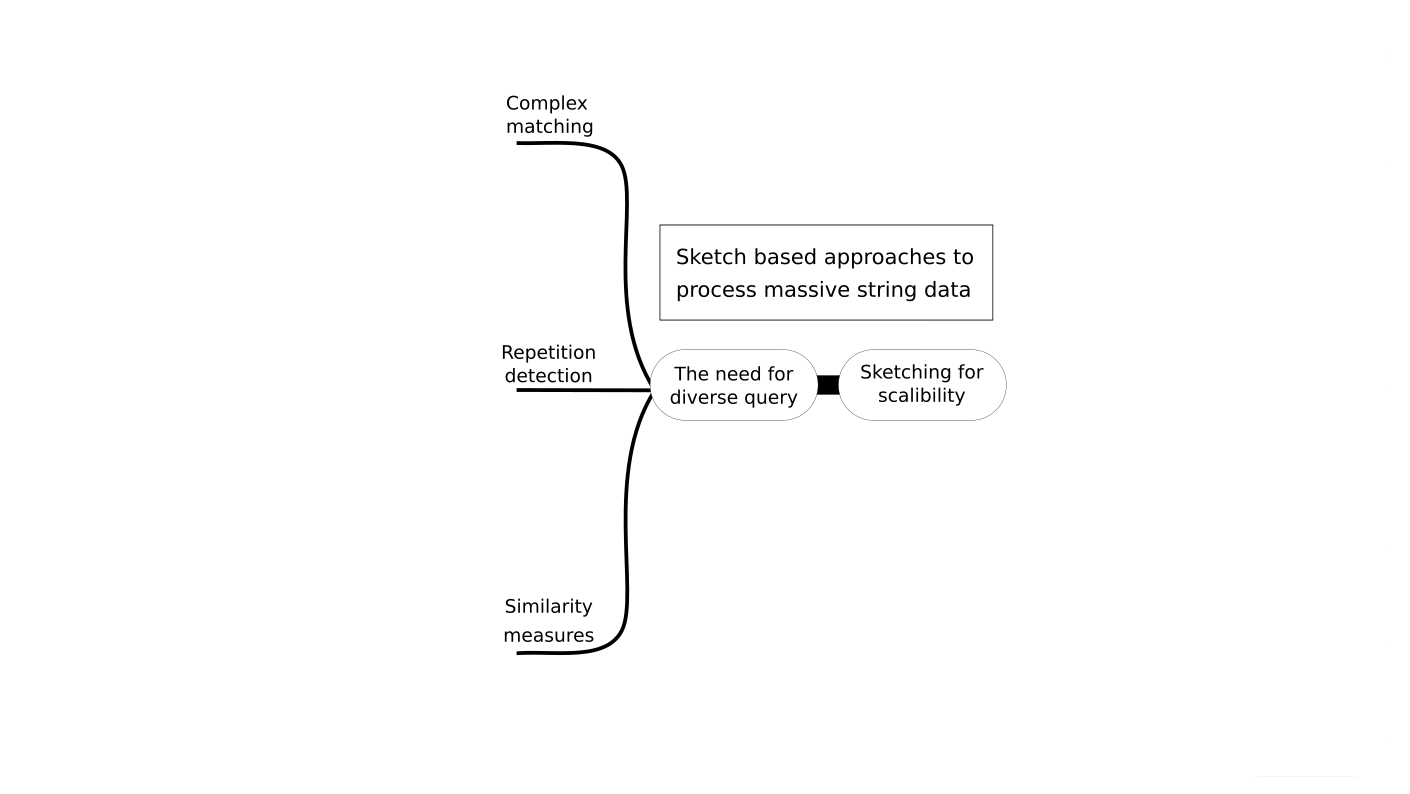 Complex
matching
Sketch based approaches to
process massive string data
Repetition
detection
The need for
diverse query
Sketching for
scalibility
Similarity
measures